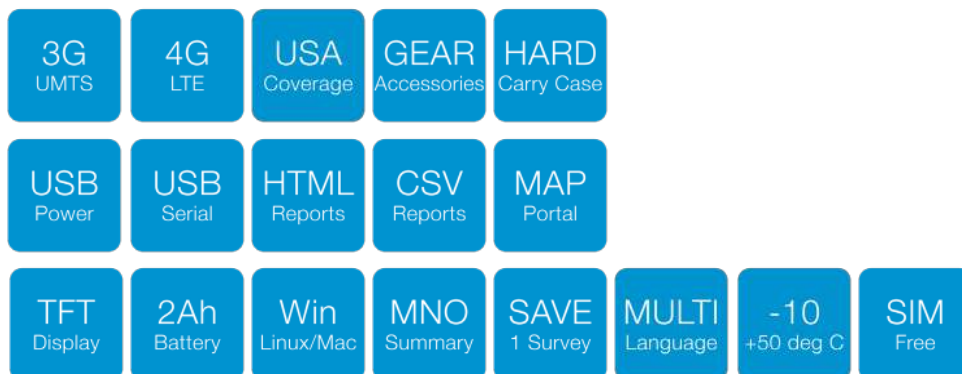 3G 4G USA GEAR HARD
UMTS LTE Coverage Accessories Carry Case
USB USB HTML CSV MAP
Power Serial Reports Reports Portal
TFT 2Ah Win MNO SAVE MULTI -10 SIM
Display Battery Linux/Mac Summary 1 Survey Language +50 deg C Free